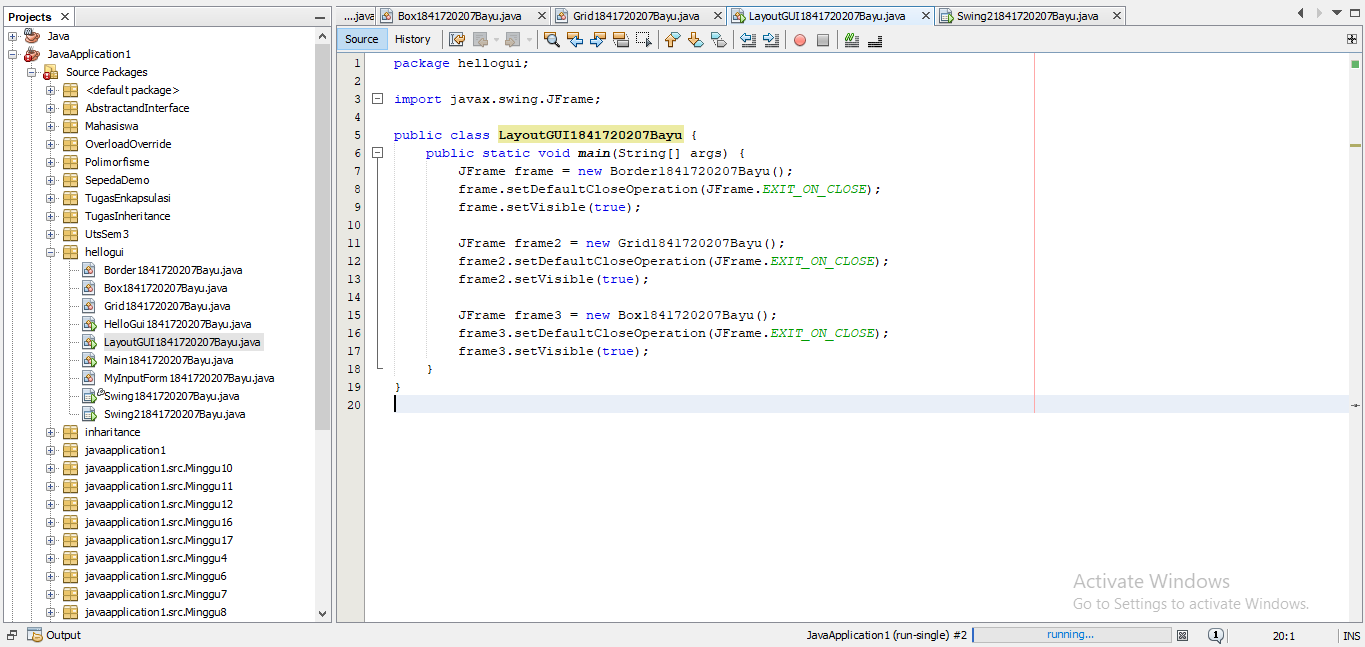 Projects
Java
JavaApplication1
Source Packages
<default package>
AbstractandInterface
Mahasiswa
OverloadOverride
Polimorfisme
SepedaDemo
TugasEnkapsulasi
TugasInheritance
UtsSem3
hellogui
Border1841720207Bayu.java
Box1841720207Bayu.java
Grid1841720207Bayu.java
HelloGui1841720207Bayu.java
LayoutGUI1841720207Bayu.java
Main1841720207Bayu.java
MyInputForm1841720207Bayu.java
Swing1841720207Bayu.java
Swing21841720207Bayu.java
inharitance
javaapplication1
javaapplication1.src.Minggu10
javaapplication1.src.Minggu11
javaapplication1.src.Minggu12
javaapplication1.src.Minggu16
javaapplication1.src.Minggu17
javaapplication1.src.Minggu4
javaapplication1.src.Minggu6
javaapplication1.src.Minggu7
javaapplication1.src.Minggu8
....java Box1841720207Bayu.java Grid1841720207Bayu.java LayoutGUI1841720207Bayu.java Swing21841720207Bayu.java
Source History
1 package hellogui;
2
3 import javax.swing.JFrame;
4
5 public class LayoutGUI1841720207Bayu {
6 public static void main(String[] args) {
7 JFrame frame = new Border1841720207Bayu();
8 frame.setDefaultCloseOperation(JFrame.EXIT_ON_CLOSE);
9 frame.setVisible(true);
10
11 JFrame frame2 = new Grid1841720207Bayu();
12 frame2.setDefaultCloseOperation(JFrame.EXIT_ON_CLOSE);
13 frame2.setVisible(true);
14
15 JFrame frame3 = new Box1841720207Bayu();
16 frame3.setDefaultCloseOperation(JFrame.EXIT_ON_CLOSE);
17 frame3.setVisible(true);
18 }
19 }
20
Activate Windows
Go to Settings to activate Windows.
Output JavaApplication1 (run-single) #2 running... 1 20:1 INS